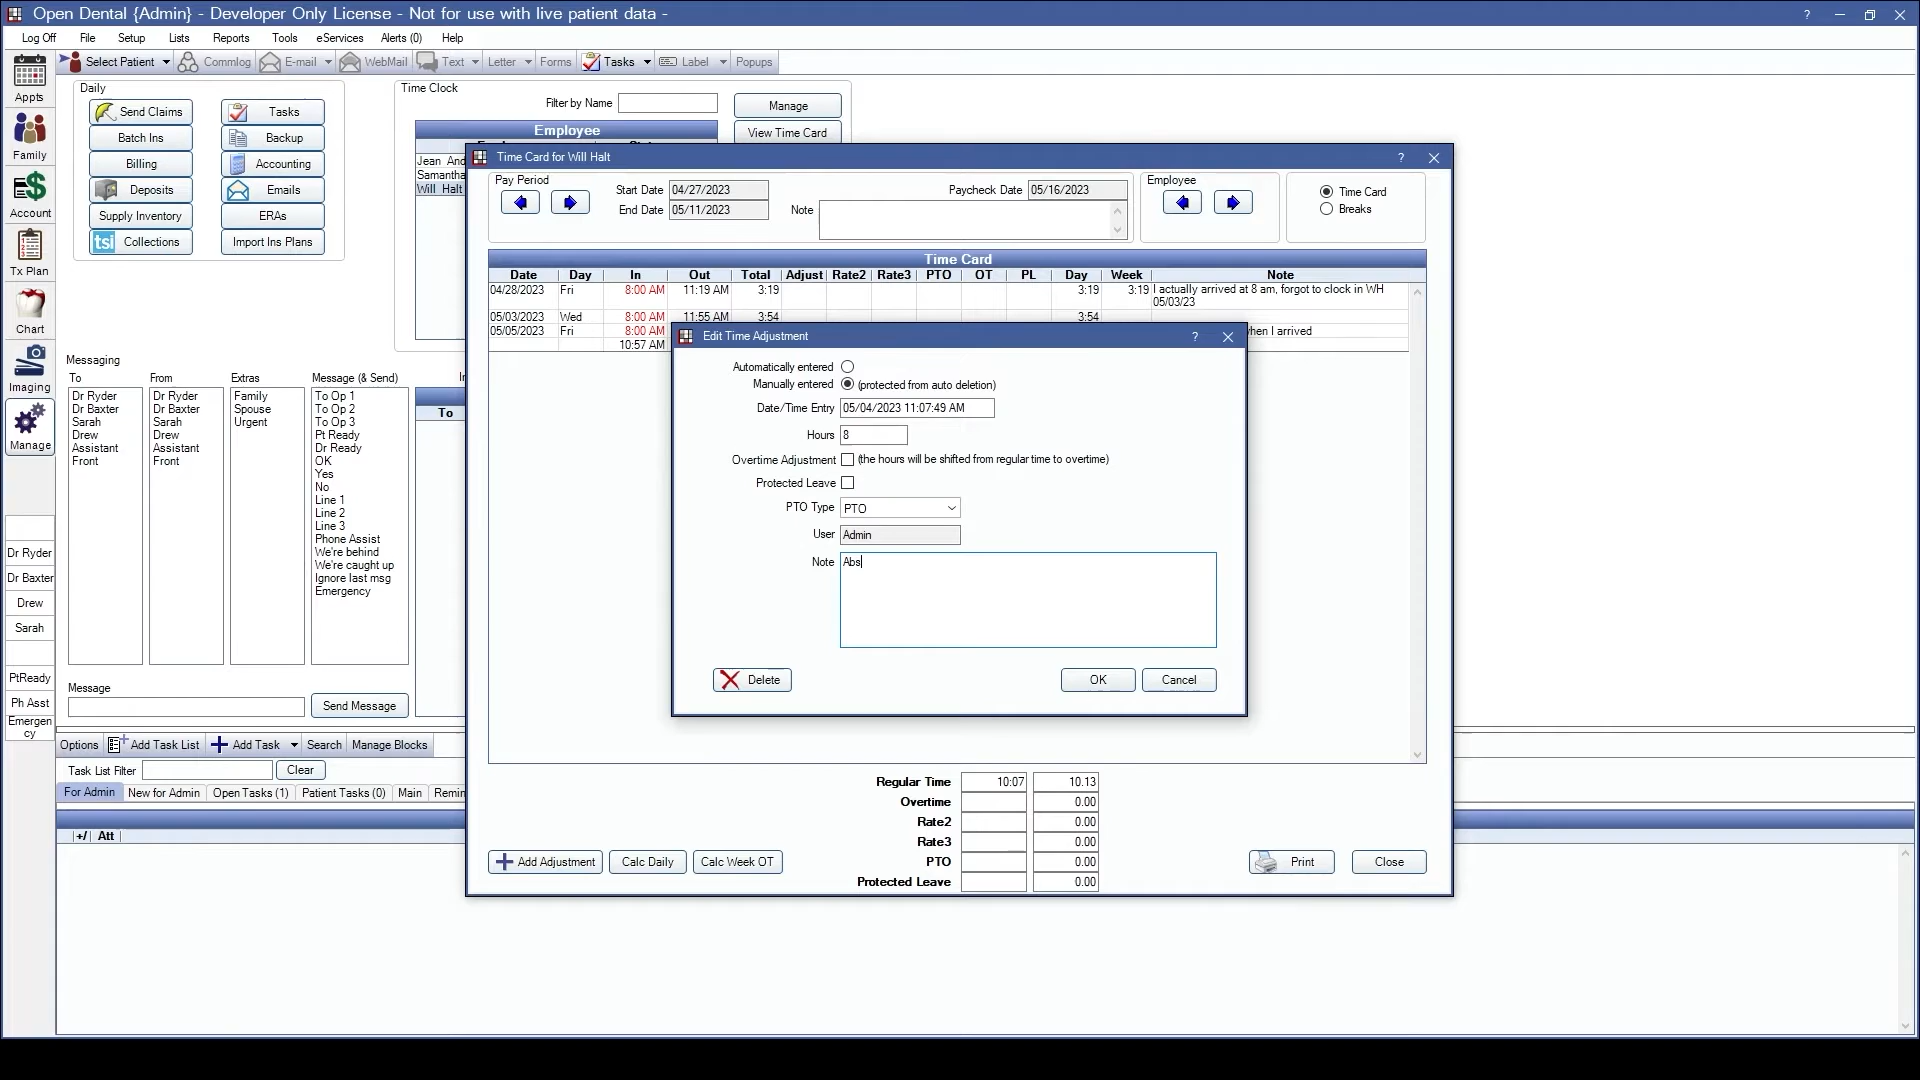 Open Dental {Admin} - Developer Only License - Not for use with live patient data -
Log Off File Setup Lists Reports Tools eServices Alerts (0) Help
Select Patient Commlog E-mail WebMail Text Letter Forms Tasks Label Popups
Appts
Family
Account
Tx Plan
Chart
Imaging
Manage
Dr Ryder
Dr Baxter
Drew
Sarah
PtReady
Ph Asst
Emergen
cy
Daily
Send Claims Tasks
Batch Ins Backup
Billing Accounting
Deposits Emails
Supply Inventory ERAs
tsi Collections Import Ins Plans
Time Clock
Filter by Name
Manage
View Time Card
Employee
Jean And
Samantha
Will Halt
Messaging
To From Extras Message (& Send)
Dr Ryder Dr Ryder Family To Op 1
Dr Baxter Dr Baxter Spouse To Op 2
Sarah Sarah Urgent To Op 3
Drew Drew Pt Ready
Assistant Assistant Dr Ready
Front Front OK
Yes
No
Line 1
Line 2
Line 3
Phone Assist
We're behind
We're caught up
Ignore last msg
Emergency
To
Message
Send Message
Time Card for Will Halt
Pay Period
Start Date 04/27/2023
End Date 05/11/2023
Paycheck Date 05/16/2023
Note
Employee
Time Card
Breaks
Time Card
Date Day In Out Total Adjust Rate2 Rate3 PTO OT PL Day Week Note
04/28/2023 Fri 8:00 AM 11:19 AM 3:19 3:19 3:19 I actually arrived at 8 am, forgot to clock in WH
05/03/23
05/03/2023 Wed 8:00 AM 11:55 AM 3:54 3:54
05/05/2023 Fri 8:00 AM when I arrived
10:57 AM
Edit Time Adjustment
Automatically entered
Manually entered (protected from auto deletion)
Date/Time Entry 05/04/2023 11:07:49 AM
Hours 8
Overtime Adjustment (the hours will be shifted from regular time to overtime)
Protected Leave
PTO Type PTO
User Admin
Note Abs
Delete OK Cancel
Regular Time 10:07 10.13
Overtime 0.00
Rate2 0.00
Rate3 0.00
PTO 0.00
Protected Leave 0.00
Add Adjustment Calc Daily Calc Week OT Print Close
Options Add Task List Add Task Search Manage Blocks
Task List Filter Clear
For Admin New for Admin Open Tasks (1) Patient Tasks (0) Main Remin
+/ Att